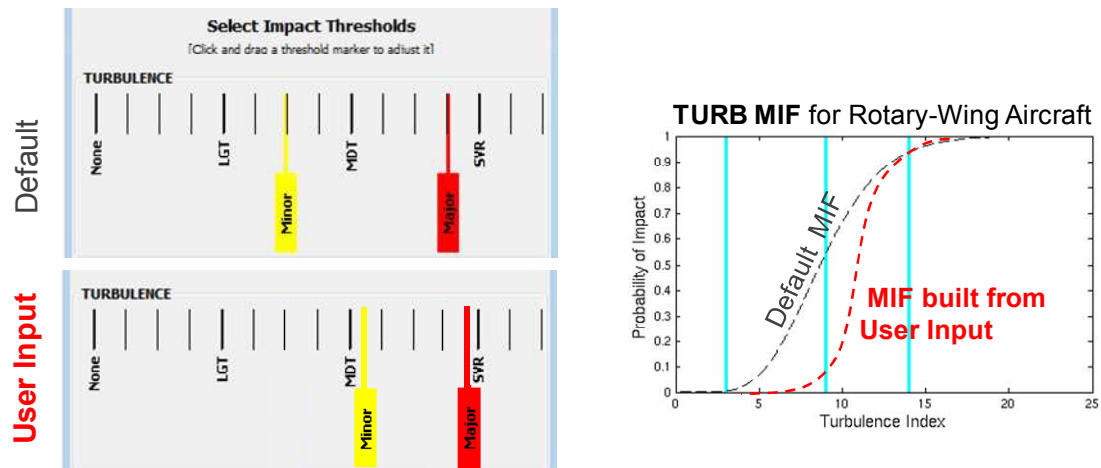 Default
Select Impact Thresholds
[Click and drag a threshold marker to adjust it]
TURBULENCE
None
LGT
MDT
SVR
Minor
Major
User Input
TURBULENCE
None
LGT
MDT
SVR
Minor
Major
TURB MIF for Rotary-Wing Aircraft
Probability of Impact
1
0.9
0.8
0.7
0.6
0.5
0.4
0.3
0.2
0.1
0
Default MIF
MIF built from
User Input
0 5 10 15 20 25
Turbulence Index